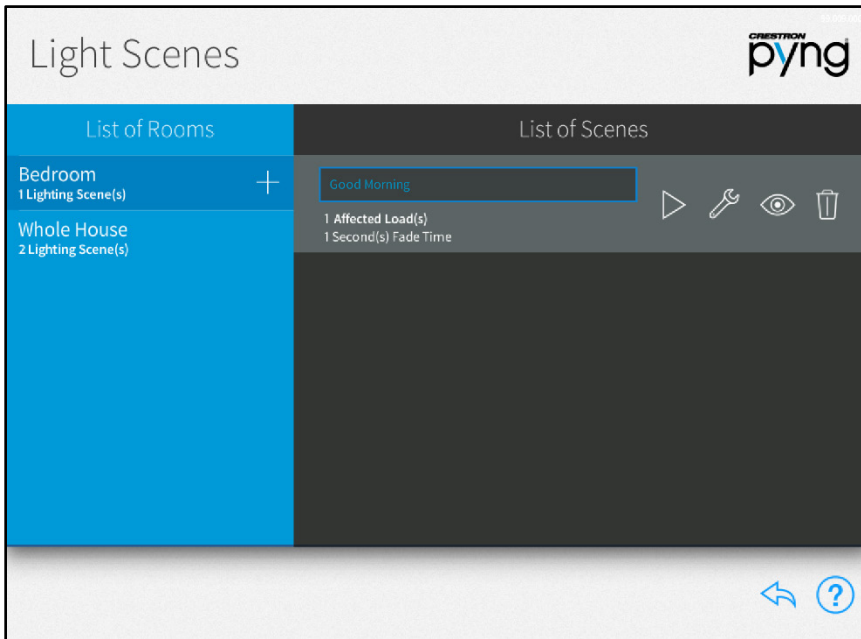 Light Scenes
CRESTRON
pyng
List of Rooms
List of Scenes
Bedroom
1 Lighting Scene(s)
Whole House
2 Lighting Scene(s)
Good Morning
1 Affected Load(s)
1 Second(s) Fade Time
?